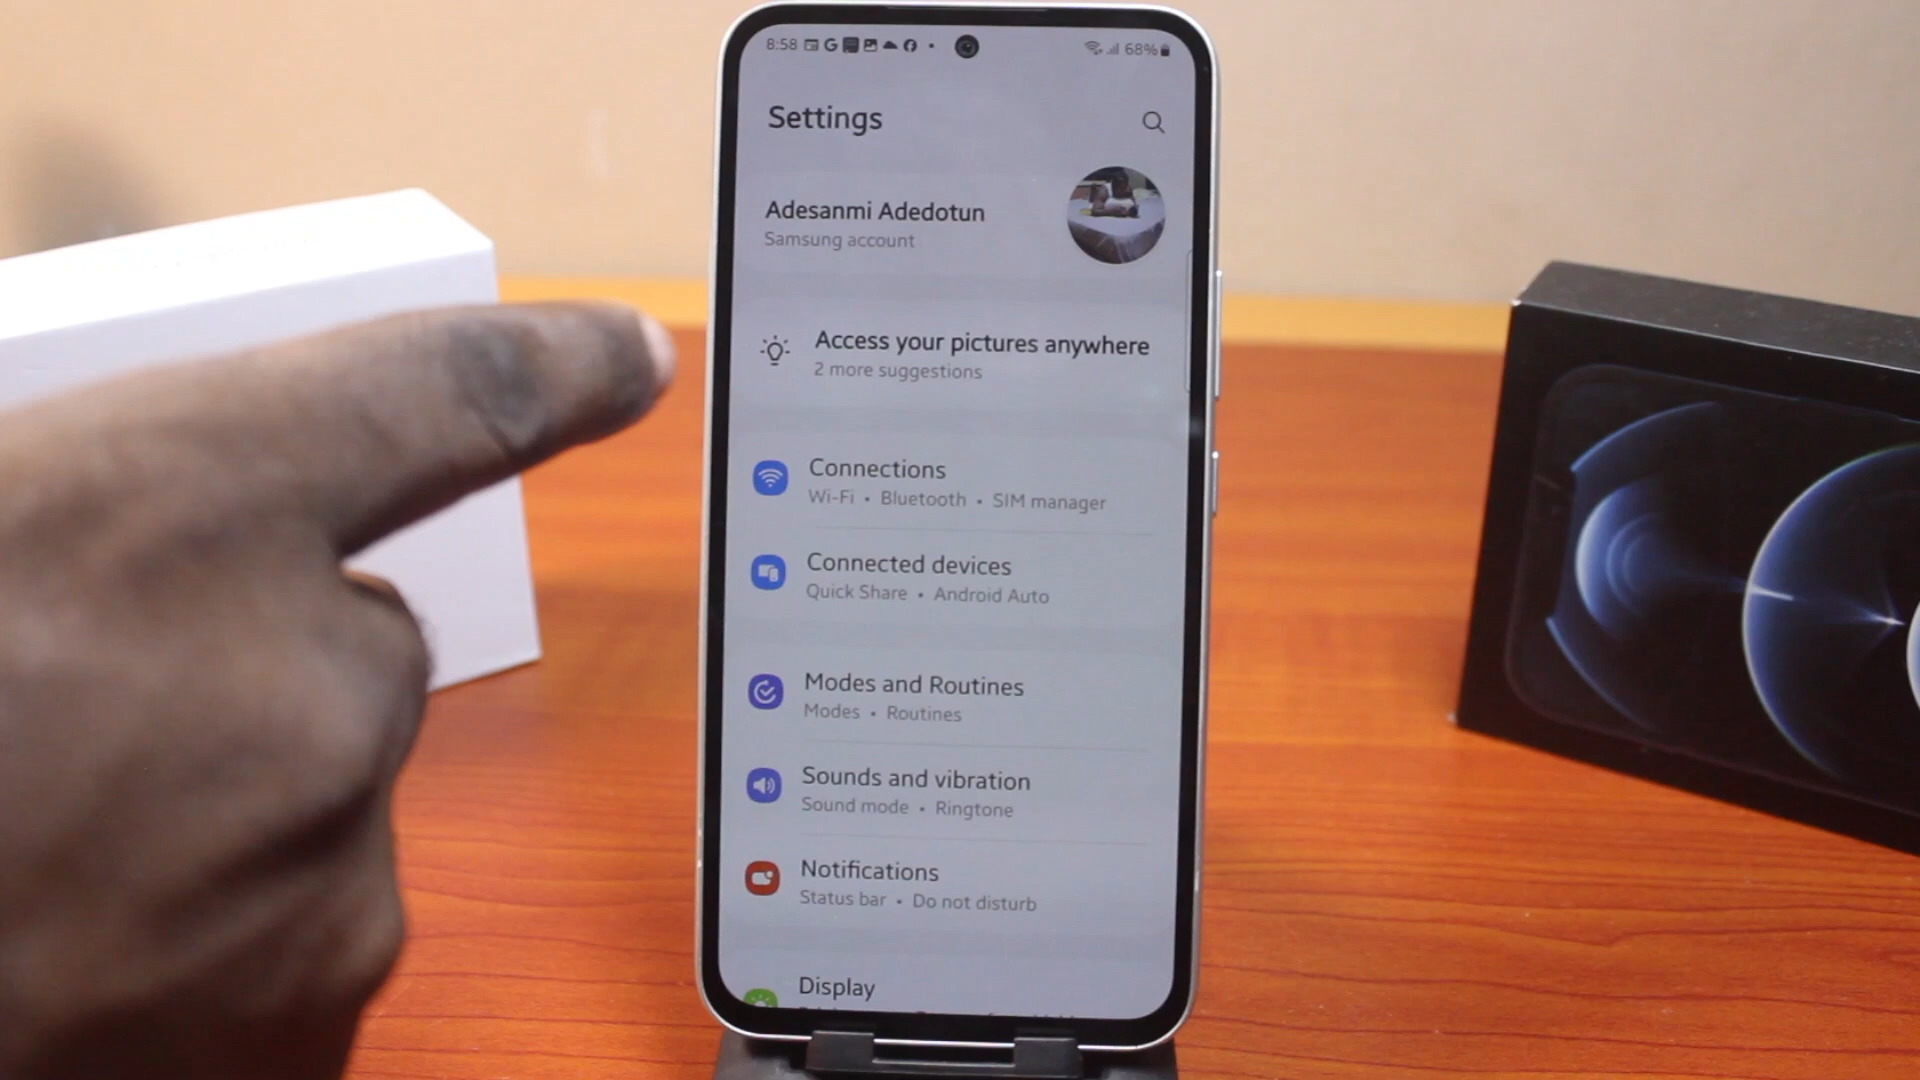 8:58
68%
Settings
Adesanmi Adedotun
Samsung account
Access your pictures anywhere
2 more suggestions
Connections
Wi-Fi • Bluetooth • SIM manager
Connected devices
Quick Share • Android Auto
Modes and Routines
Modes • Routines
Sounds and vibration
Sound mode • Ringtone
Notifications
Status bar • Do not disturb
Display